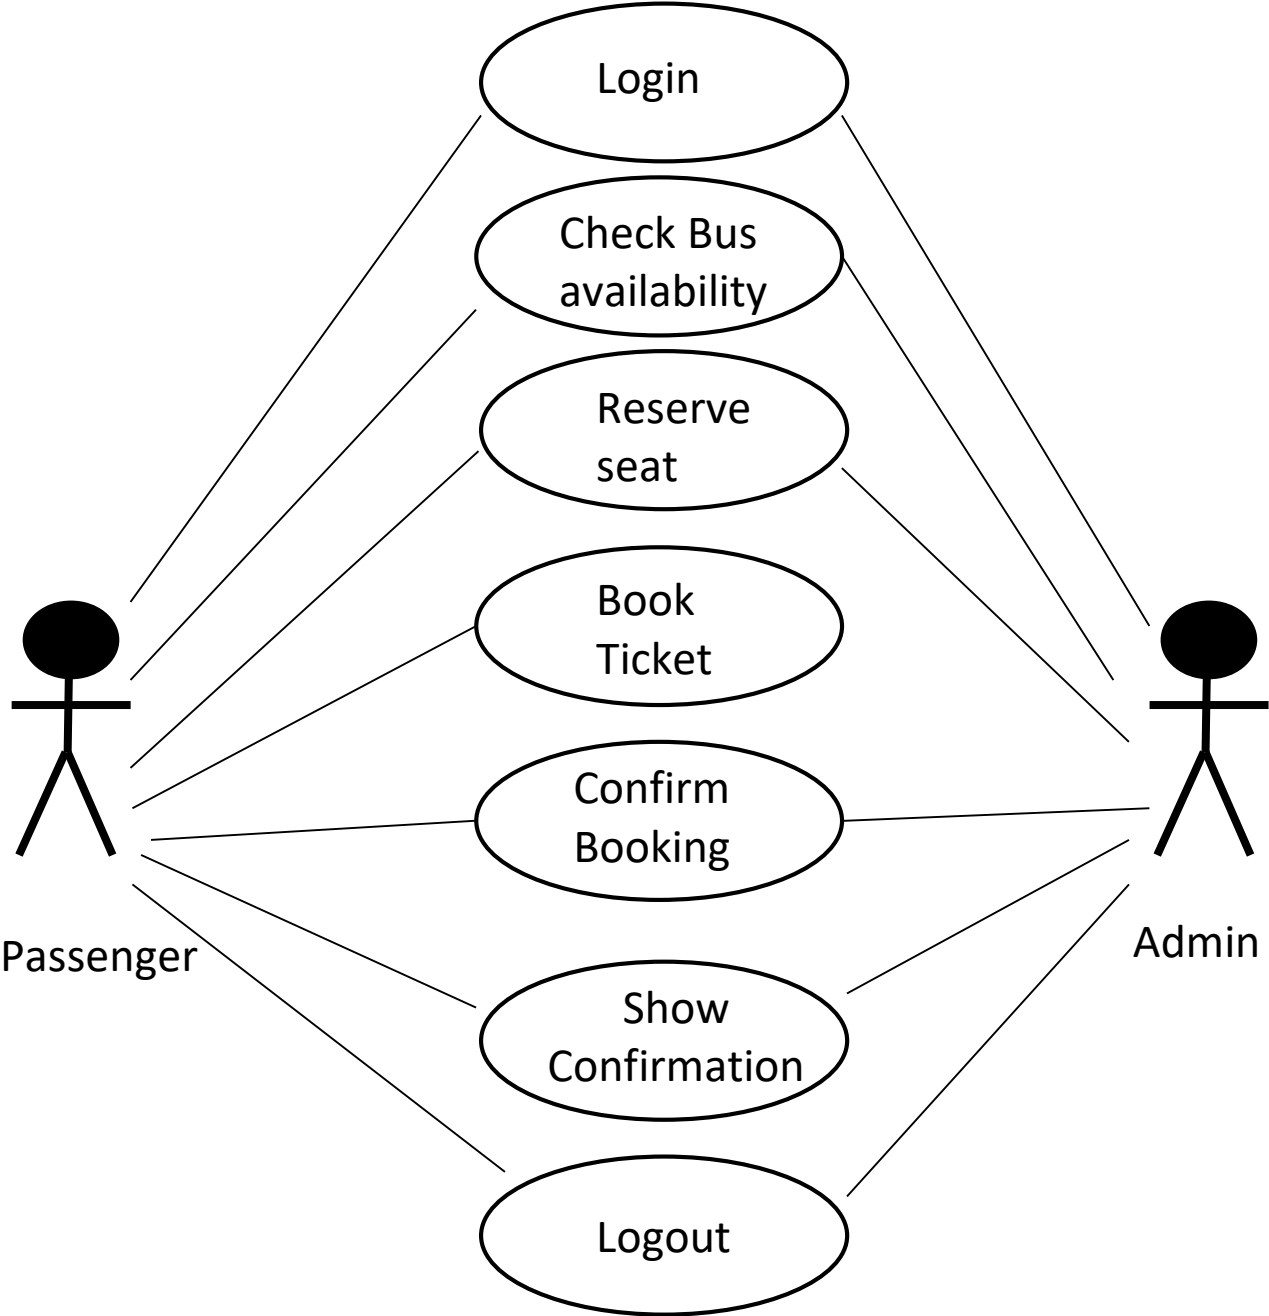 Login
Check Bus
availability
Reserve
seat
Book
Ticket
Confirm
Booking
Passenger
Admin
Show
Confirmation
Logout